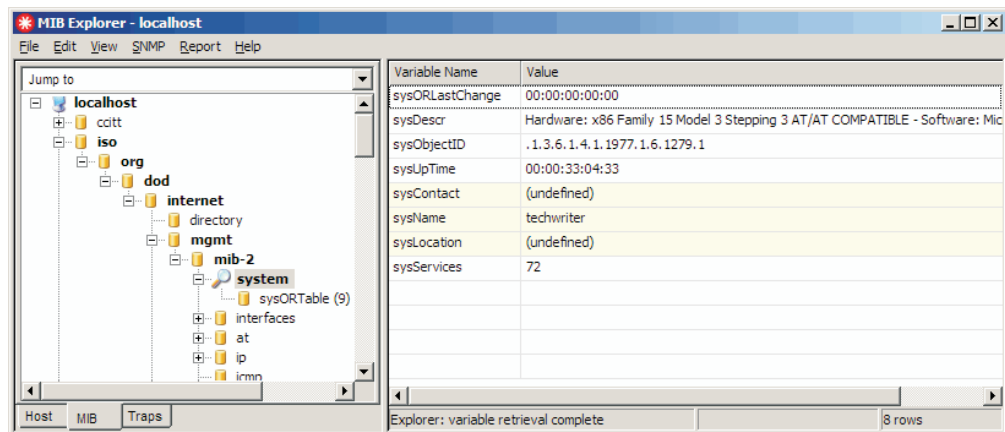 MIB Explorer - localhost
File Edit View SNMP Report Help
Jump to
localhost
ccitt
iso
org
dod
internet
directory
mgmt
mib-2
system
sysORTable (9)
interfaces
at
ip
icmp
Host MIB Traps
Variable Name Value
sysORLastChange 00:00:00:00:00
sysDescr Hardware: x86 Family 15 Model 3 Stepping 3 AT/AT COMPATIBLE - Software: Mic
sysObjectID .1.3.6.1.4.1.1977.1.6.1279.1
sysUpTime 00:00:33:04:33
sysContact (undefined)
sysName techwriter
sysLocation (undefined)
sysServices 72
Explorer: variable retrieval complete 8 rows